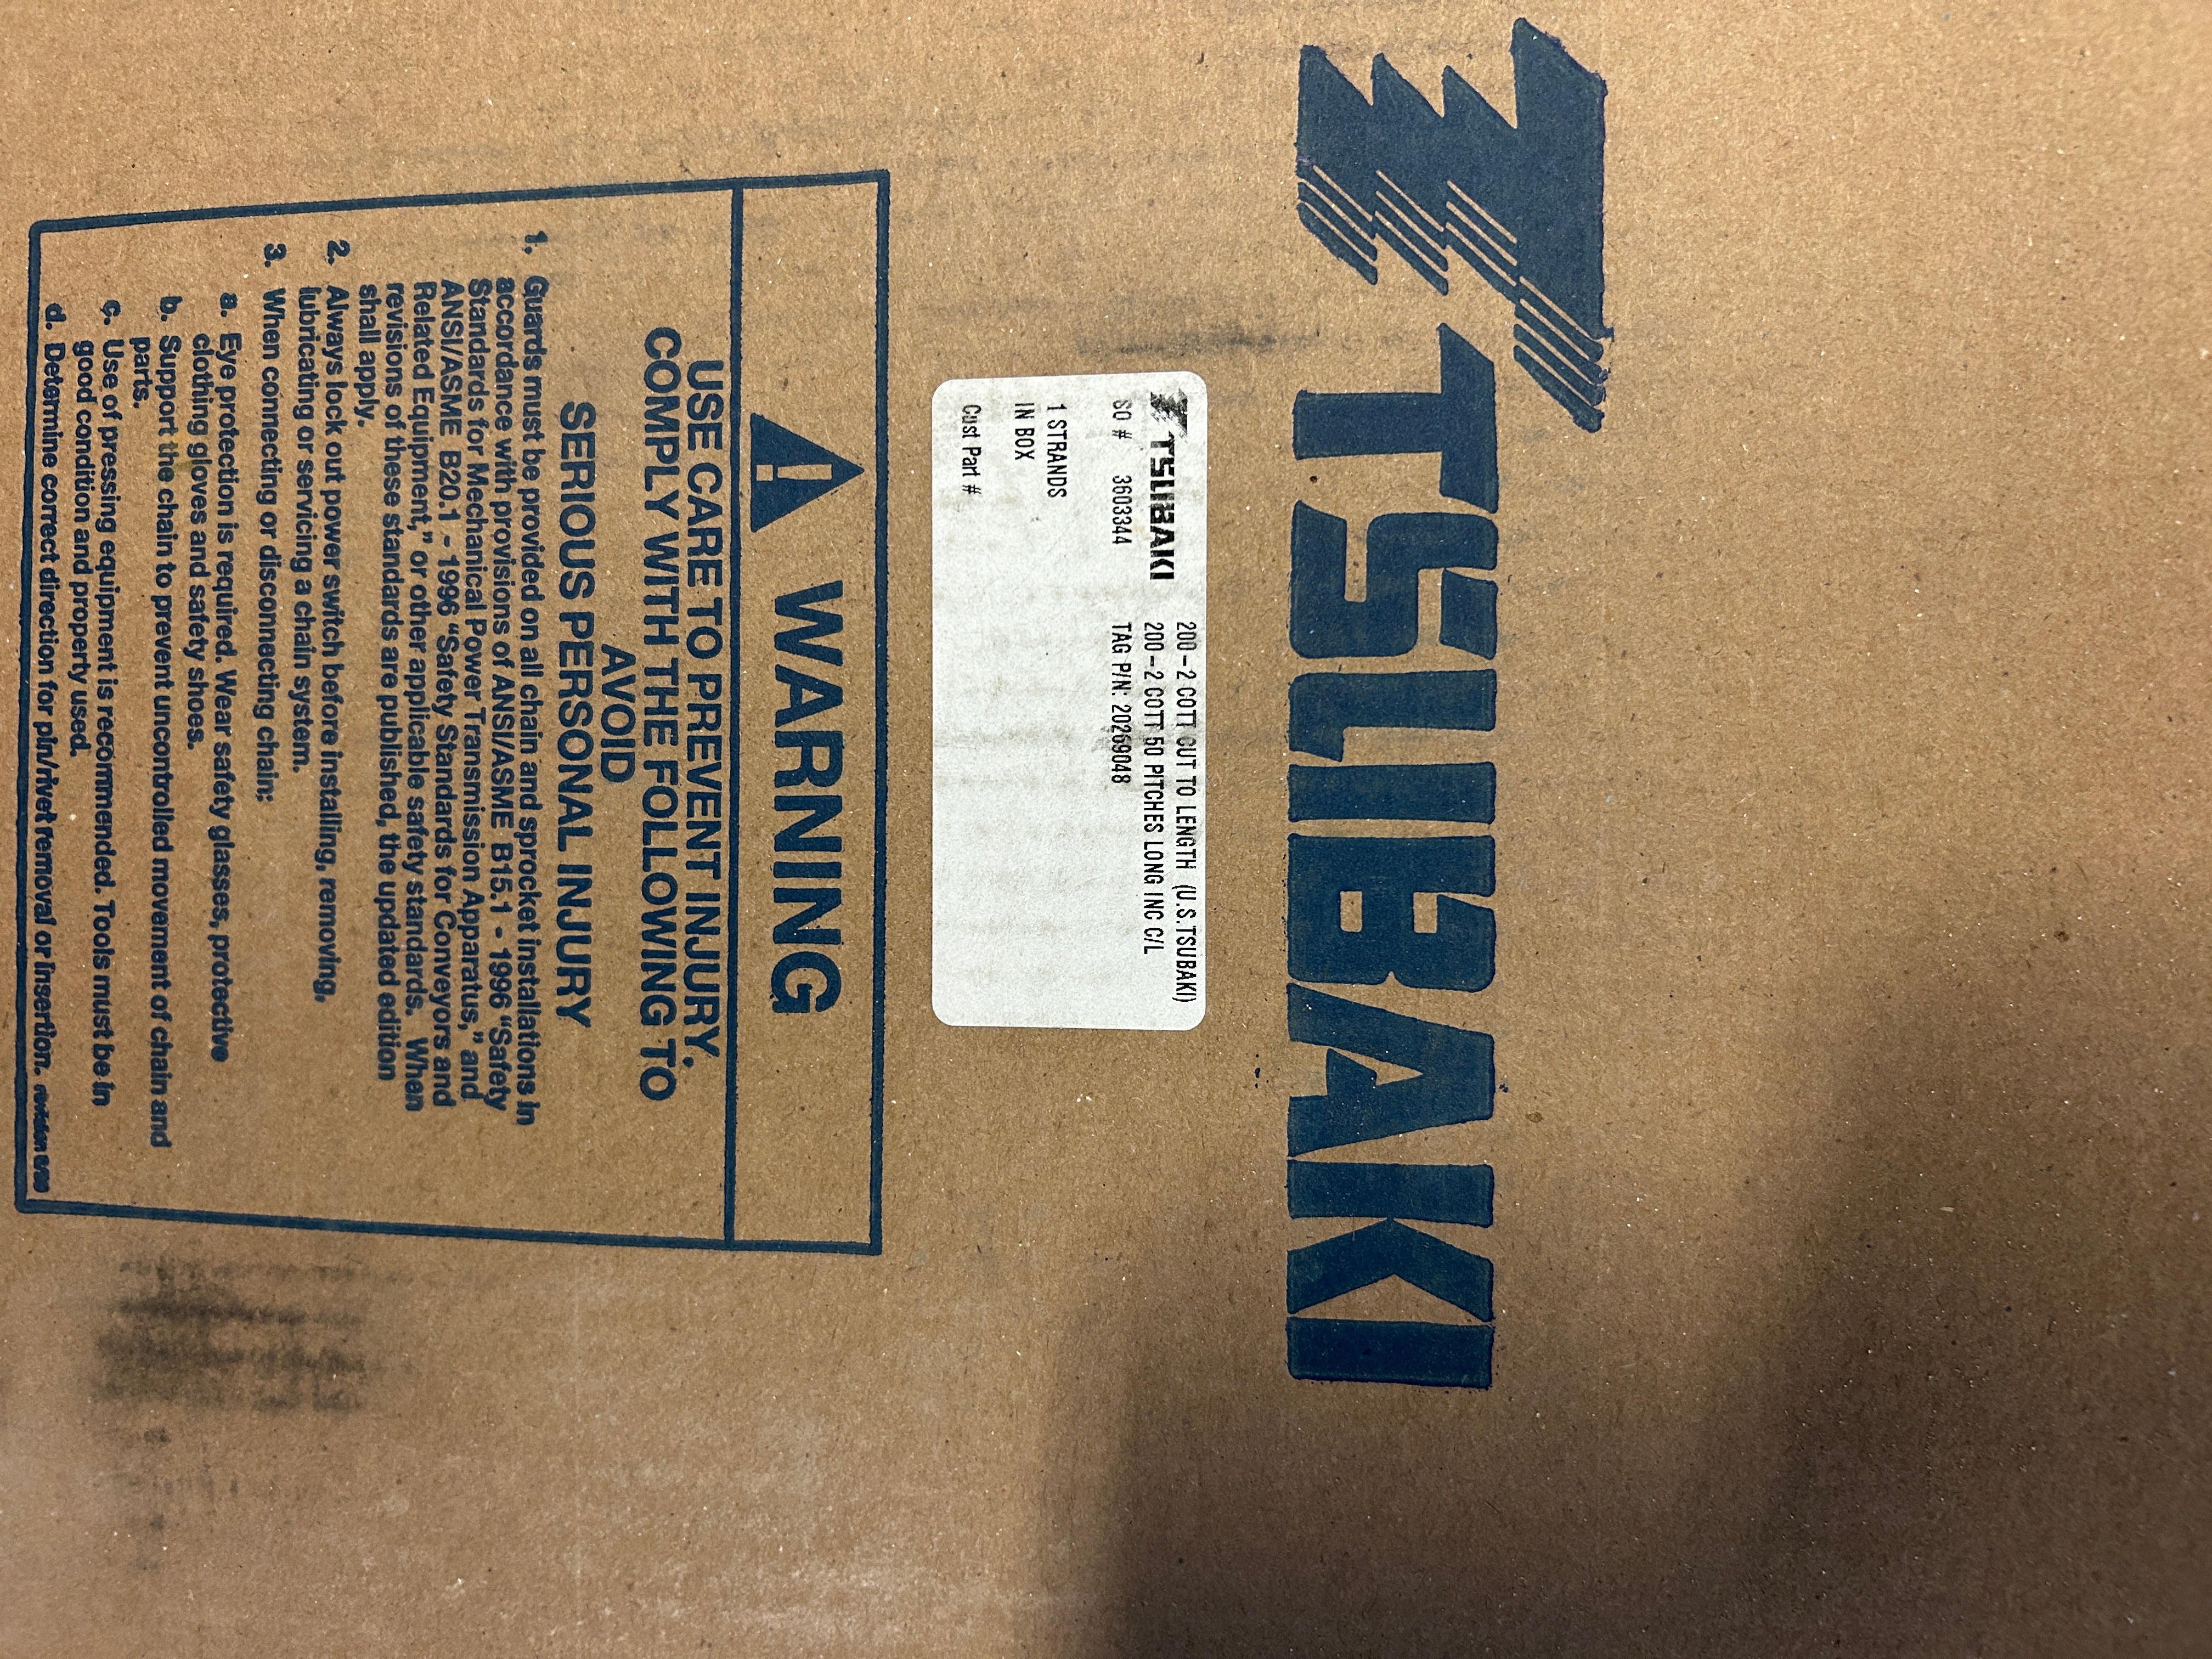 TSUBAKI
TSUBAKI
200-2 COTT CUT TO LENGTH (U.S.TSUBAKI)
200-2 COTT 50 PITCHES LONG INC C/L
SO # 3603344
TAG P/N: 20269048
1 STRANDS
IN BOX
Cust Part #
WARNING
USE CARE TO PREVENT INJURY.
COMPLY WITH THE FOLLOWING TO
AVOID
SERIOUS PERSONAL INJURY
1. Guards must be provided on all chain and sprocket installations in
accordance with provisions of ANSI/ASME B15.1 - 1996 "Safety
Standards for Mechanical Power Transmission Apparatus," and
ANSI/ASME B20.1 - 1996 "Safety Standards for Conveyors and
Related Equipment," or other applicable safety standards. When
revisions of these standards are published, the updated edition
shall apply.
2. Always lock out power switch before installing, removing,
lubricating or servicing a chain system.
3. When connecting or disconnecting chain:
a. Eye protection is required. Wear safety glasses, protective
clothing gloves and safety shoes.
b. Support the chain to prevent uncontrolled movement of chain and
parts.
c. Use of pressing equipment is recommended. Tools must be in
good condition and property used.
d. Determine correct direction for pin/rivet removal or insertion.